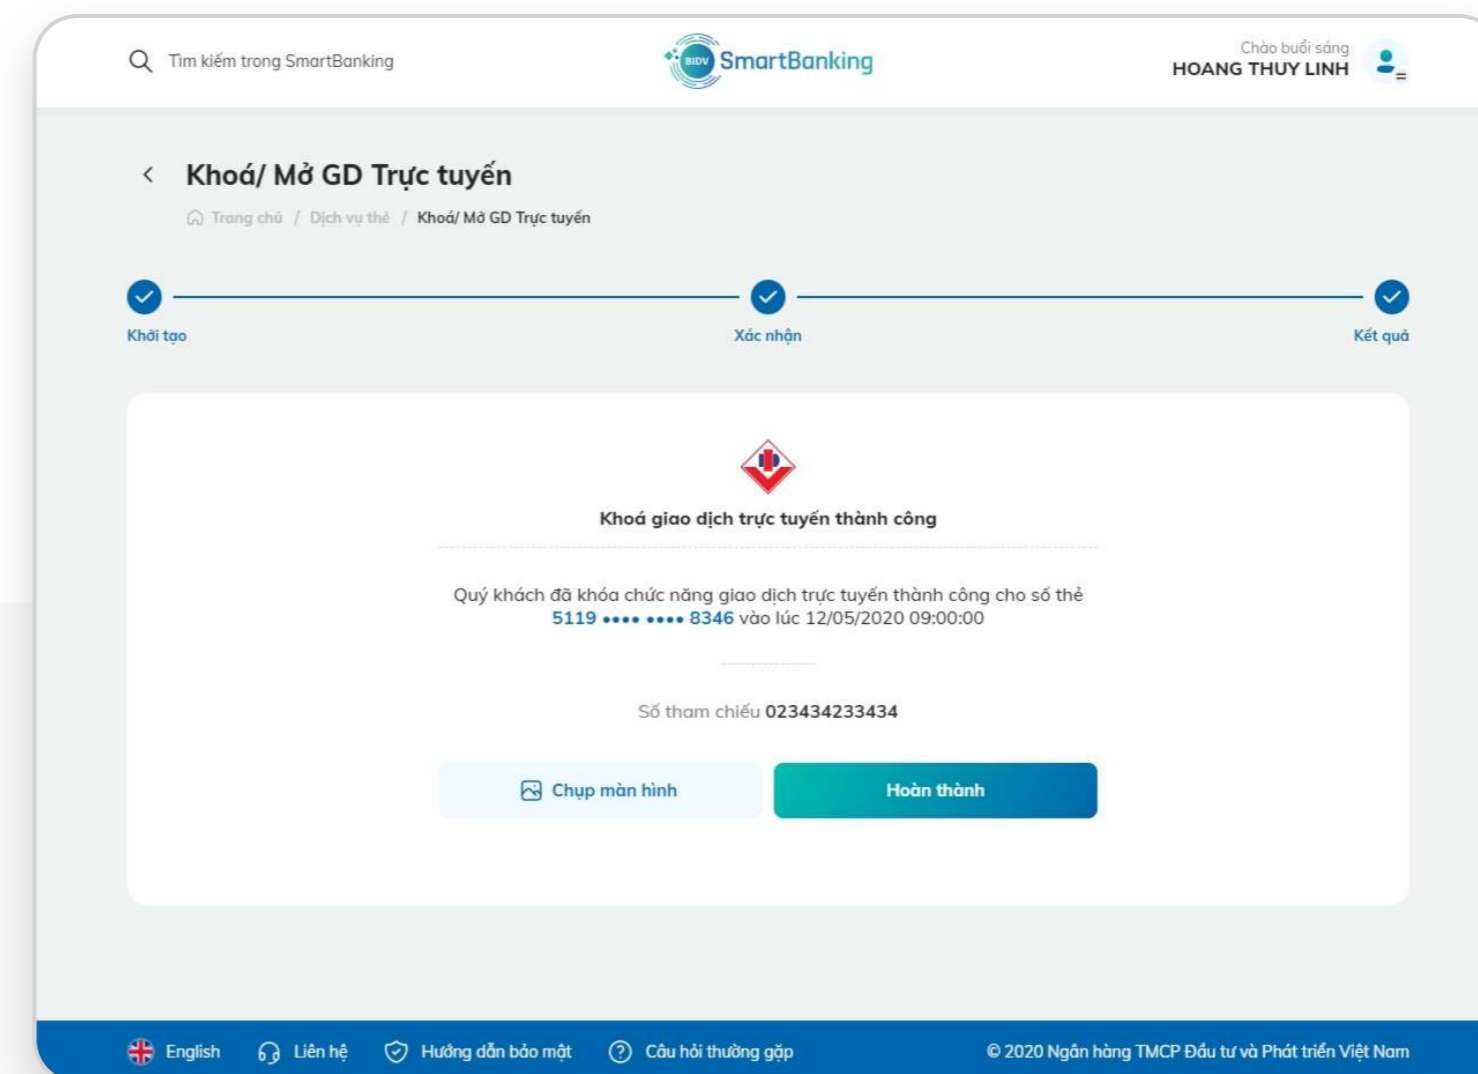 Tìm kiếm trong SmartBanking
BIDV SmartBanking
Chào buổi sáng
HOANG THUY LINH
Khoá/ Mở GD Trực tuyến
Trang chủ / Dịch vụ thẻ / Khoá/ Mở GD Trực tuyến
Khởi tạo
Xác nhận
Kết quả
Khoá giao dịch trực tuyến thành công
Quý khách đã khóa chức năng giao dịch trực tuyến thành công cho số thẻ
5119 •••• •••• 8346 vào lúc 12/05/2020 09:00:00
Số tham chiếu 023434233434
Chụp màn hình
Hoàn thành
English
Liên hệ
Hướng dẫn bảo mật
Câu hỏi thường gặp
© 2020 Ngân hàng TMCP Đầu tư và Phát triển Việt Nam